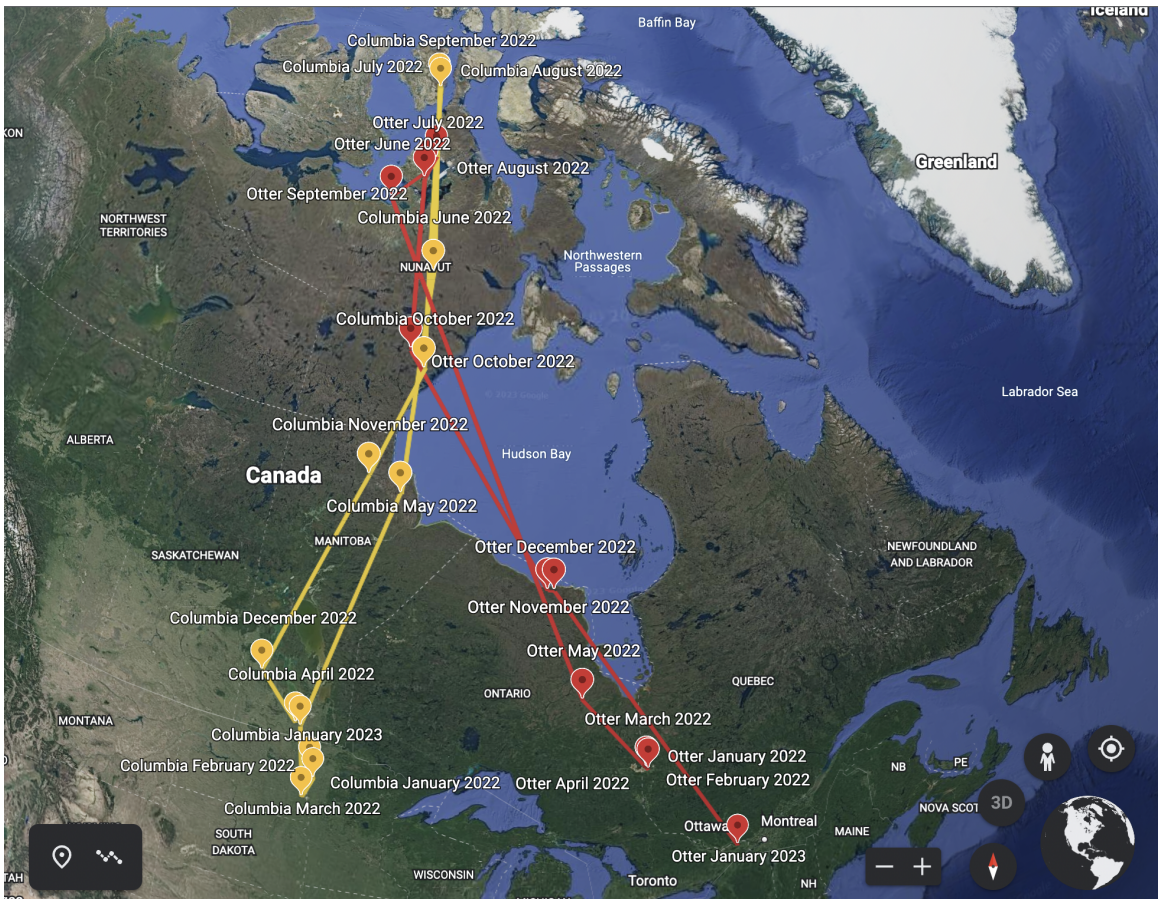 Iceland
Baffin Bay
Columbia September 2022
Columbia July 2022
Columbia August 2022
Otter July 2022
Otter June 2022
Otter August 2022
Greenland
Otter September 2022
NORTHWEST
TERRITORIES
Columbia June 2022
Northwestern
Passages
NUNAVUT
Columbia October 2022
Otter October 2022
Labrador Sea
Columbia November 2022
ALBERTA
Hudson Bay
Canada
Columbia May 2022
MANITOBA
SASKATCHEWAN
Otter December 2022
NEWFOUNDLAND
AND LABRADOR
Otter November 2022
Columbia December 2022
Otter May 2022
Columbia April 2022
QUEBEC
ONTARIO
MONTANA
Otter March 2022
Columbia January 2023
Columbia February 2022
Otter January 2022
Otter February 2022
Otter April 2022
Columbia January 2022
Columbia March 2022
NB
PE
3D
NOVA SCOT
SOUTH
DAKOTA
Ottawa
Montreal
MAINE
Otter January 2023
WISCONSIN
Toronto
NH